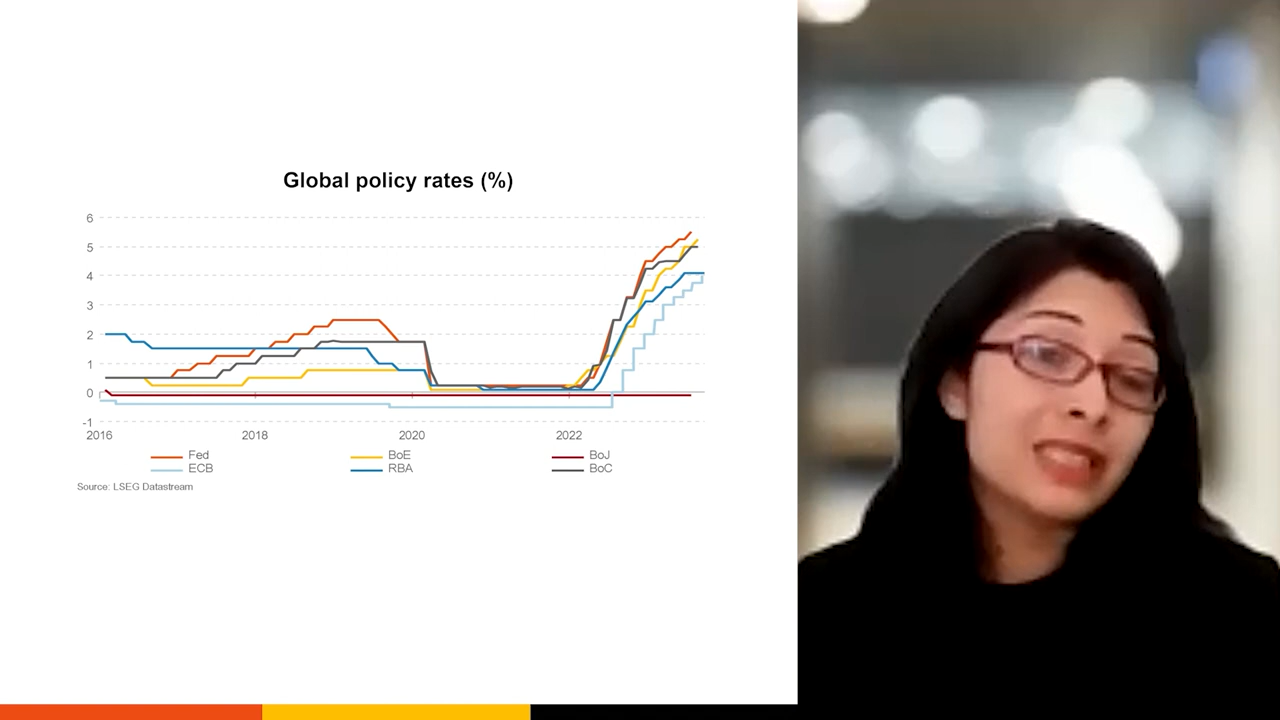 Global policy rates (%)
6
5
4
3
2
1
0
-1
2016 2018 2020 2022
Fed BoE BoJ
ECB RBA BoC
Source: LSEG Datastream